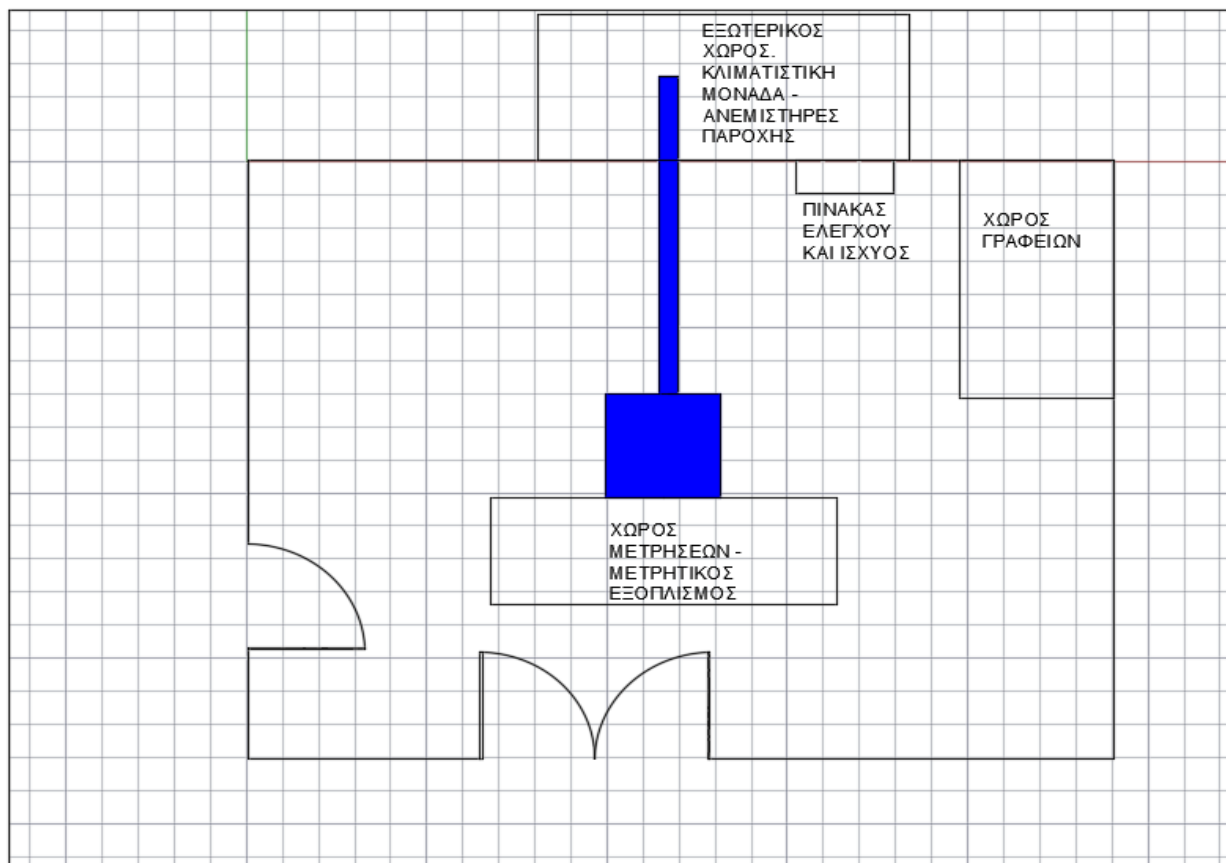 ΕΞΩΤΕΡΙΚΟΣ
ΧΩΡΟΣ.
ΚΛΙΜΑΤΙΣΤΙΚΗ
ΜΟΝΑΔΑ -
ΑΝΕΜΙΣΤΗΡΕΣ
ΠΑΡΟΧΗΣ
ΠΙΝΑΚΑΣ
ΕΛΕΓΧΟΥ
ΚΑΙ ΙΣΧΥΟΣ
ΧΩΡΟΣ
ΓΡΑΦΕΙΩΝ
ΧΩΡΟΣ
ΜΕΤΡΗΣΕΩΝ -
ΜΕΤΡΗΤΙΚΟΣ
ΕΞΟΠΛΙΣΜΟΣ